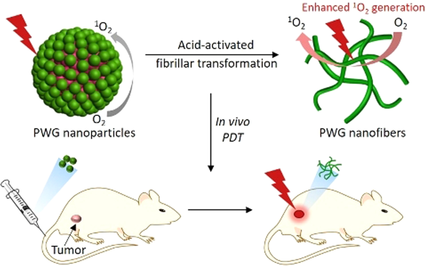 Enhanced ¹O₂ generation
¹O₂
Acid-activated
fibrillar transformation
¹O₂
O₂
O₂
PWG nanoparticles
In vivo
PDT
PWG nanofibers
Tumor